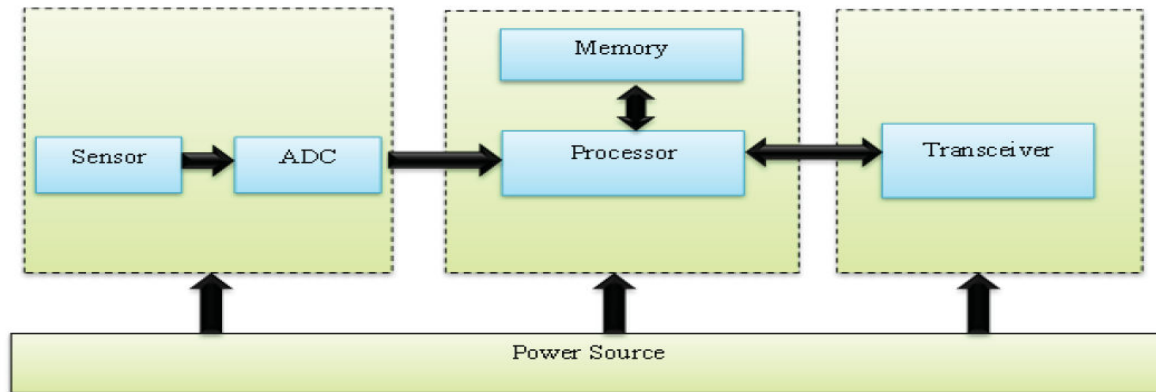 Memory
Sensor
ADC
Processor
Transceiver
Power Source